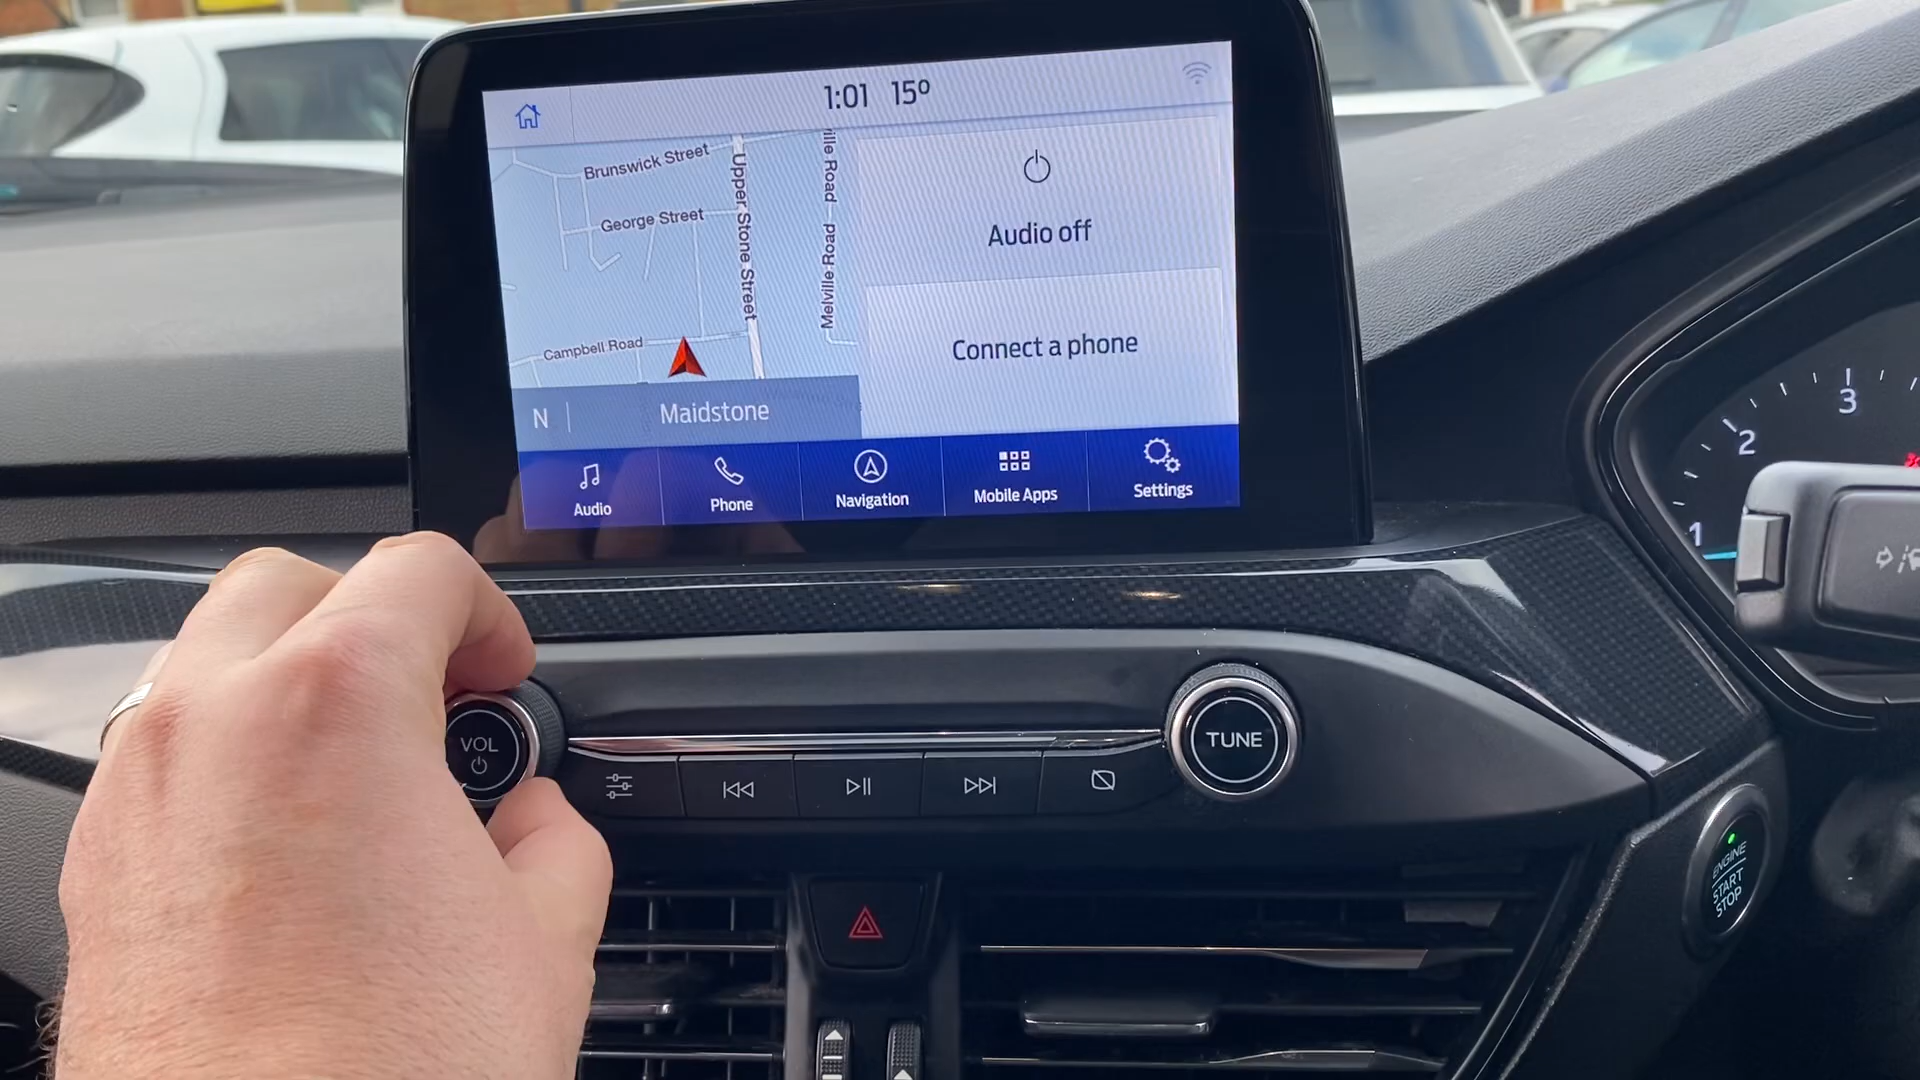 1:01 15°
Brunswick Street
George Street
Upper Stone Street
ille Road
Melville Road
Campbell Road
Audio off
Connect a phone
N
Maidstone
Audio
Phone
Navigation
Mobile Apps
Settings
1
2
3
VOL
TUNE
ENGINE
START
STOP